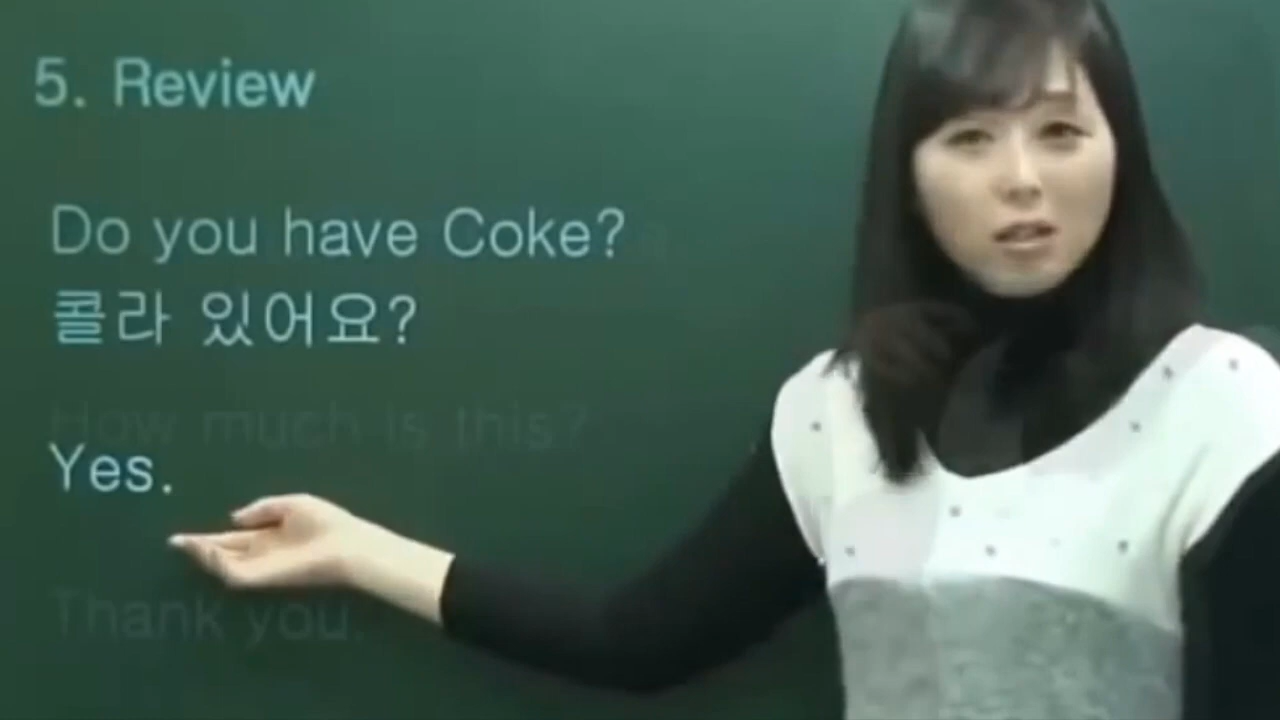 5. Review
Do you have Coke?
콜라 있어요?
How much is this?
Yes.
Thank you.